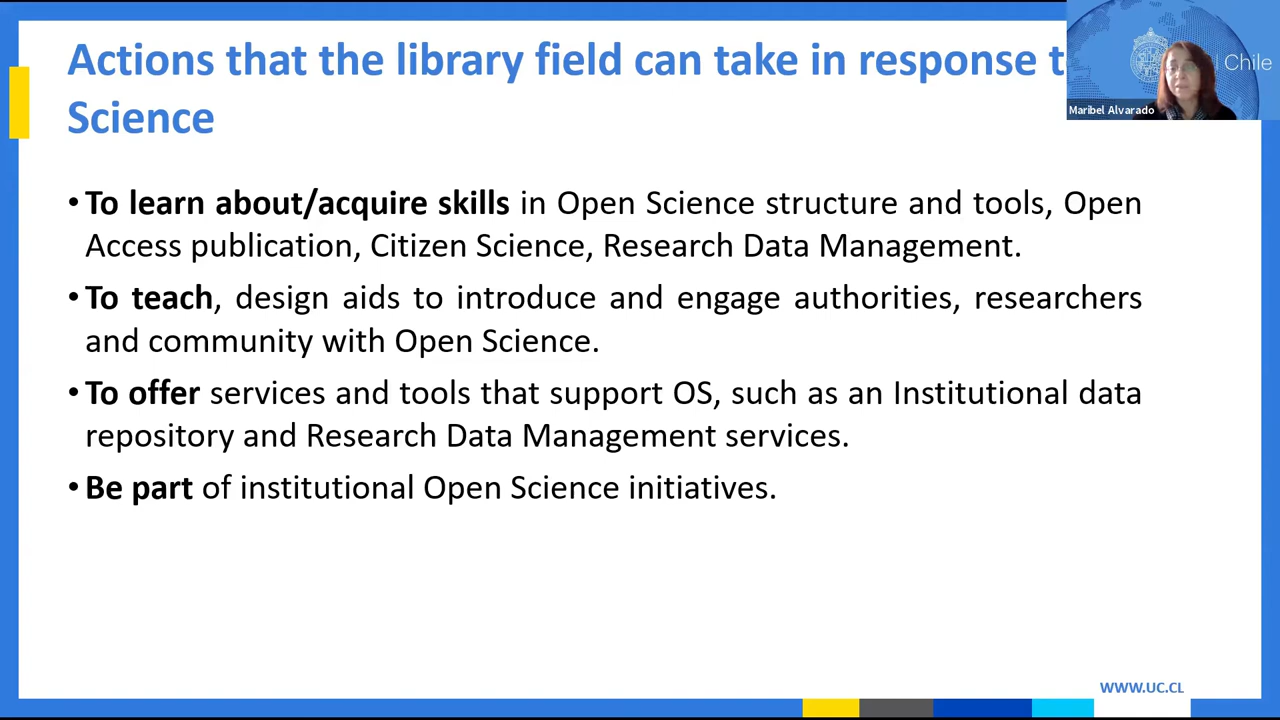 Actions that the library field can take in response t
Science
Chile
Maribel Alvarado
• To learn about/acquire skills in Open Science structure and tools, Open
Access publication, Citizen Science, Research Data Management.
• To teach, design aids to introduce and engage authorities, researchers
and community with Open Science.
• To offer services and tools that support OS, such as an Institutional data
repository and Research Data Management services.
• Be part of institutional Open Science initiatives.
WWW.UC.CL